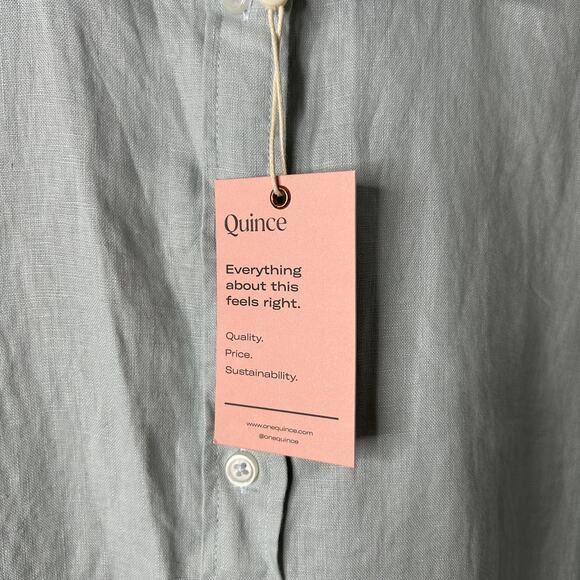 Quince
Everything
about this
feels right.
Quality.
Price.
Sustainability.
www.onequince.com
@onequince